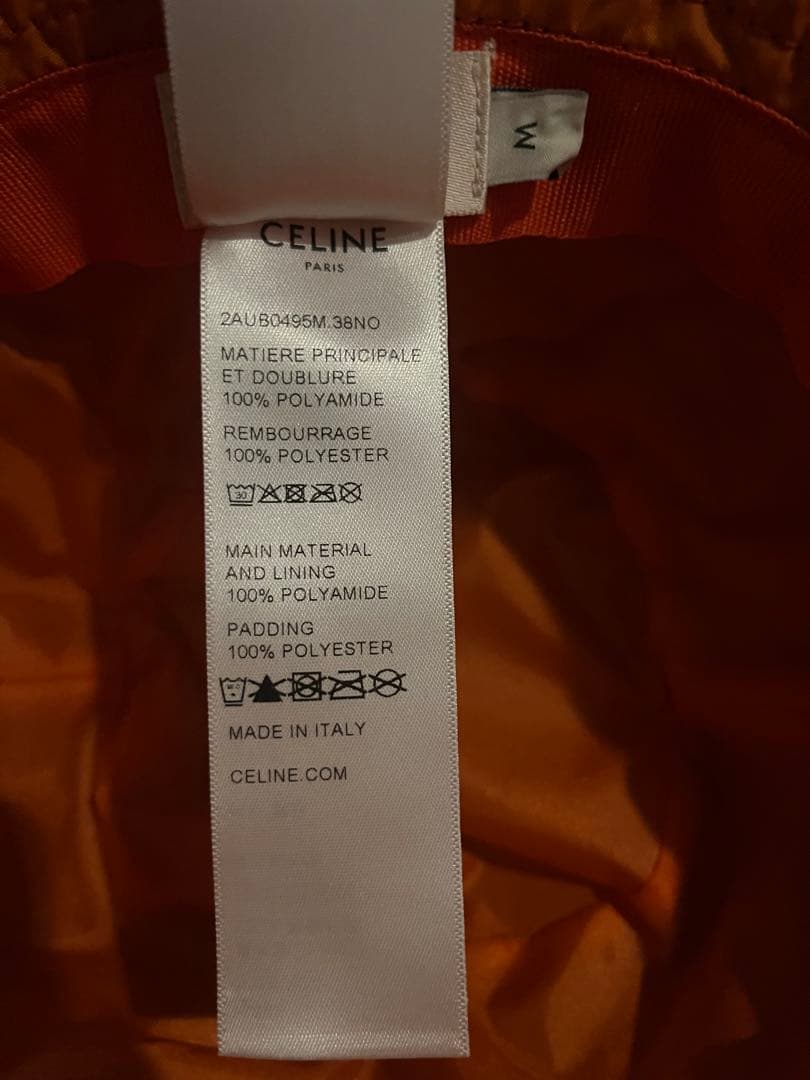 M
CELINE
PARIS
2AUB0495M.38NO
MATIERE PRINCIPALE
ET DOUBLURE
100% POLYAMIDE
REMBOURRAGE
100% POLYESTER
30
MAIN MATERIAL
AND LINING
100% POLYAMIDE
PADDING
100% POLYESTER
MADE IN ITALY
CELINE.COM